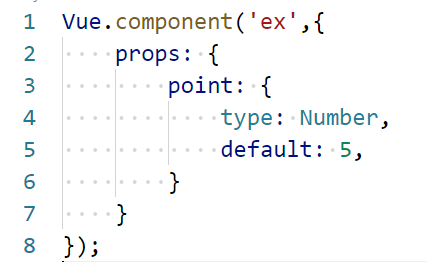 1 Vue.component('ex',{
2     props: {
3         point: {
4             type: Number,
5             default: 5,
6         }
7     }
8 });